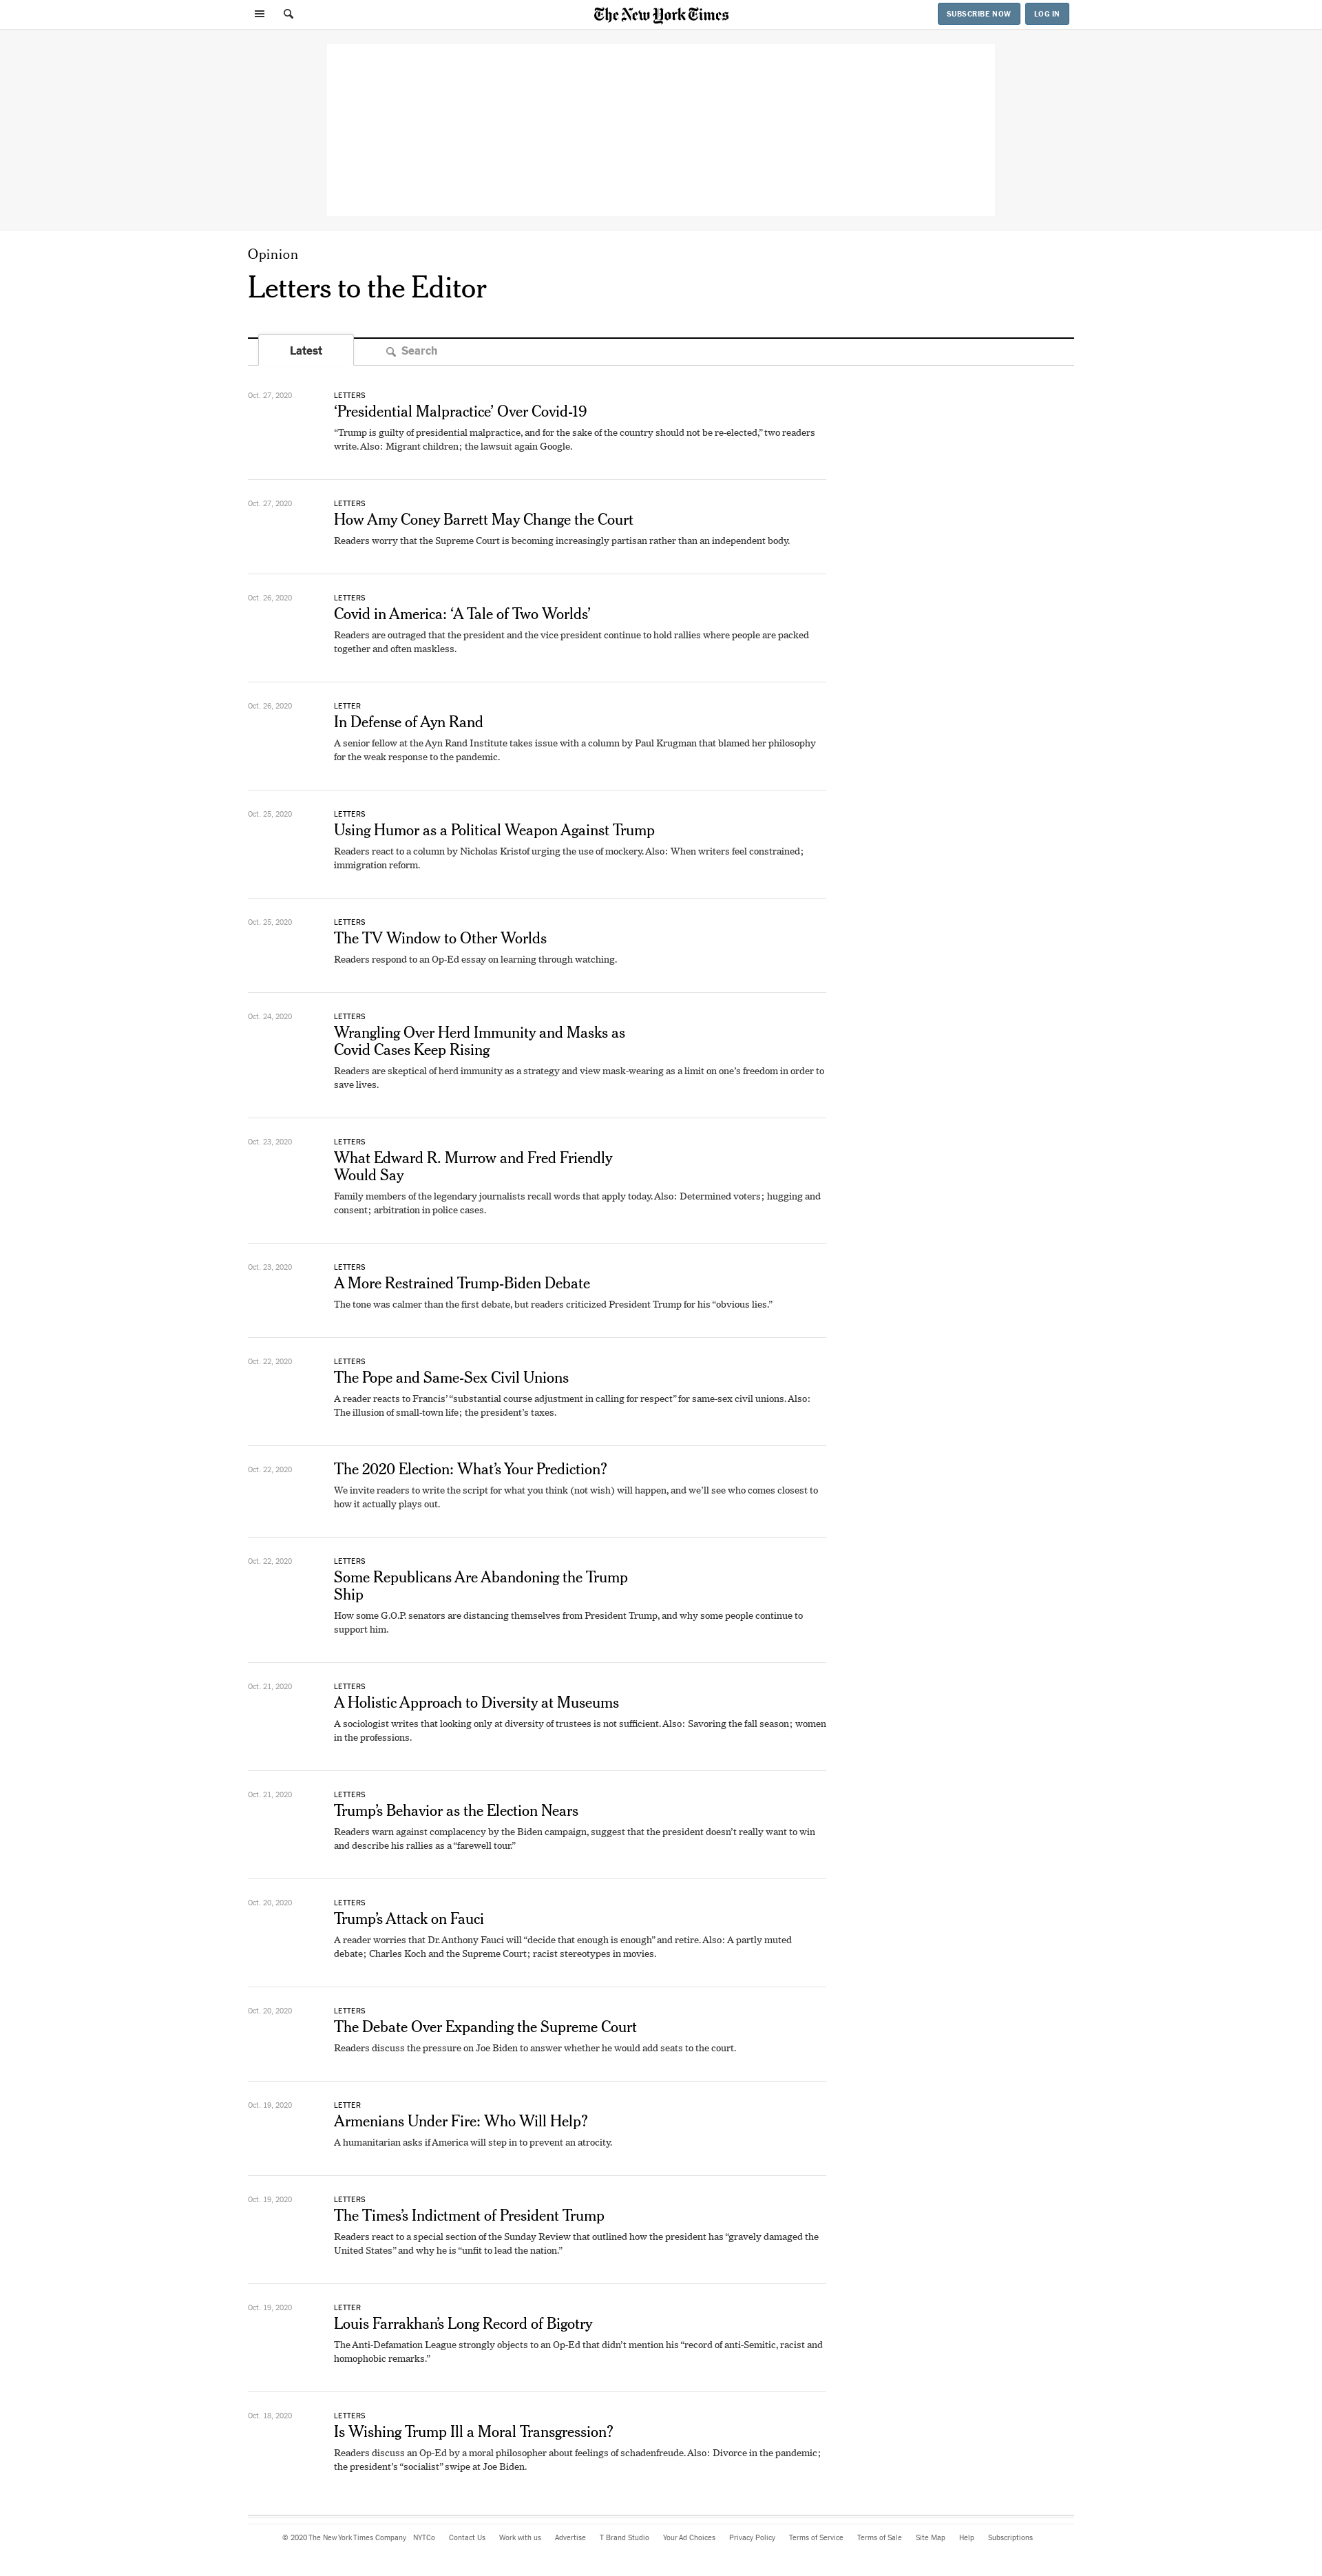 The New York Times
SUBSCRIBE NOW
LOG IN
Opinion
Letters to the Editor
Latest
Search
Oct. 27, 2020
LETTERS
‘Presidential Malpractice’ Over Covid-19
“Trump is guilty of presidential malpractice, and for the sake of the country should not be re-elected,” two readers
write. Also: Migrant children; the lawsuit again Google.
Oct. 27, 2020
LETTERS
How Amy Coney Barrett May Change the Court
Readers worry that the Supreme Court is becoming increasingly partisan rather than an independent body.
Oct. 26, 2020
LETTERS
Covid in America: ‘A Tale of Two Worlds’
Readers are outraged that the president and the vice president continue to hold rallies where people are packed
together and often maskless.
Oct. 26, 2020
LETTER
In Defense of Ayn Rand
A senior fellow at the Ayn Rand Institute takes issue with a column by Paul Krugman that blamed her philosophy
for the weak response to the pandemic.
Oct. 25, 2020
LETTERS
Using Humor as a Political Weapon Against Trump
Readers react to a column by Nicholas Kristof urging the use of mockery. Also: When writers feel constrained;
immigration reform.
Oct. 25, 2020
LETTERS
The TV Window to Other Worlds
Readers respond to an Op-Ed essay on learning through watching.
Oct. 24, 2020
LETTERS
Wrangling Over Herd Immunity and Masks as
Covid Cases Keep Rising
Readers are skeptical of herd immunity as a strategy and view mask-wearing as a limit on one’s freedom in order to
save lives.
Oct. 23, 2020
LETTERS
What Edward R. Murrow and Fred Friendly
Would Say
Family members of the legendary journalists recall words that apply today. Also: Determined voters; hugging and
consent; arbitration in police cases.
Oct. 23, 2020
LETTERS
A More Restrained Trump-Biden Debate
The tone was calmer than the first debate, but readers criticized President Trump for his “obvious lies.”
Oct. 22, 2020
LETTERS
The Pope and Same-Sex Civil Unions
A reader reacts to Francis’ “substantial course adjustment in calling for respect” for same-sex civil unions. Also:
The illusion of small-town life; the president’s taxes.
Oct. 22, 2020
The 2020 Election: What’s Your Prediction?
We invite readers to write the script for what you think (not wish) will happen, and we’ll see who comes closest to
how it actually plays out.
Oct. 22, 2020
LETTERS
Some Republicans Are Abandoning the Trump
Ship
How some G.O.P. senators are distancing themselves from President Trump, and why some people continue to
support him.
Oct. 21, 2020
LETTERS
A Holistic Approach to Diversity at Museums
A sociologist writes that looking only at diversity of trustees is not sufficient. Also: Savoring the fall season; women
in the professions.
Oct. 21, 2020
LETTERS
Trump’s Behavior as the Election Nears
Readers warn against complacency by the Biden campaign, suggest that the president doesn’t really want to win
and describe his rallies as a “farewell tour.”
Oct. 20, 2020
LETTERS
Trump’s Attack on Fauci
A reader worries that Dr. Anthony Fauci will “decide that enough is enough” and retire. Also: A partly muted
debate; Charles Koch and the Supreme Court; racist stereotypes in movies.
Oct. 20, 2020
LETTERS
The Debate Over Expanding the Supreme Court
Readers discuss the pressure on Joe Biden to answer whether he would add seats to the court.
Oct. 19, 2020
LETTER
Armenians Under Fire: Who Will Help?
A humanitarian asks if America will step in to prevent an atrocity.
Oct. 19, 2020
LETTERS
The Times’s Indictment of President Trump
Readers react to a special section of the Sunday Review that outlined how the president has “gravely damaged the
United States” and why he is “unfit to lead the nation.”
Oct. 19, 2020
LETTER
Louis Farrakhan’s Long Record of Bigotry
The Anti-Defamation League strongly objects to an Op-Ed that didn’t mention his “record of anti-Semitic, racist and
homophobic remarks.”
Oct. 18, 2020
LETTERS
Is Wishing Trump Ill a Moral Transgression?
Readers discuss an Op-Ed by a moral philosopher about feelings of schadenfreude. Also: Divorce in the pandemic;
the president’s “socialist” swipe at Joe Biden.
© 2020 The New York Times Company NYTCo Contact Us Work with us Advertise T Brand Studio Your Ad Choices Privacy Policy Terms of Service Terms of Sale Site Map Help Subscriptions